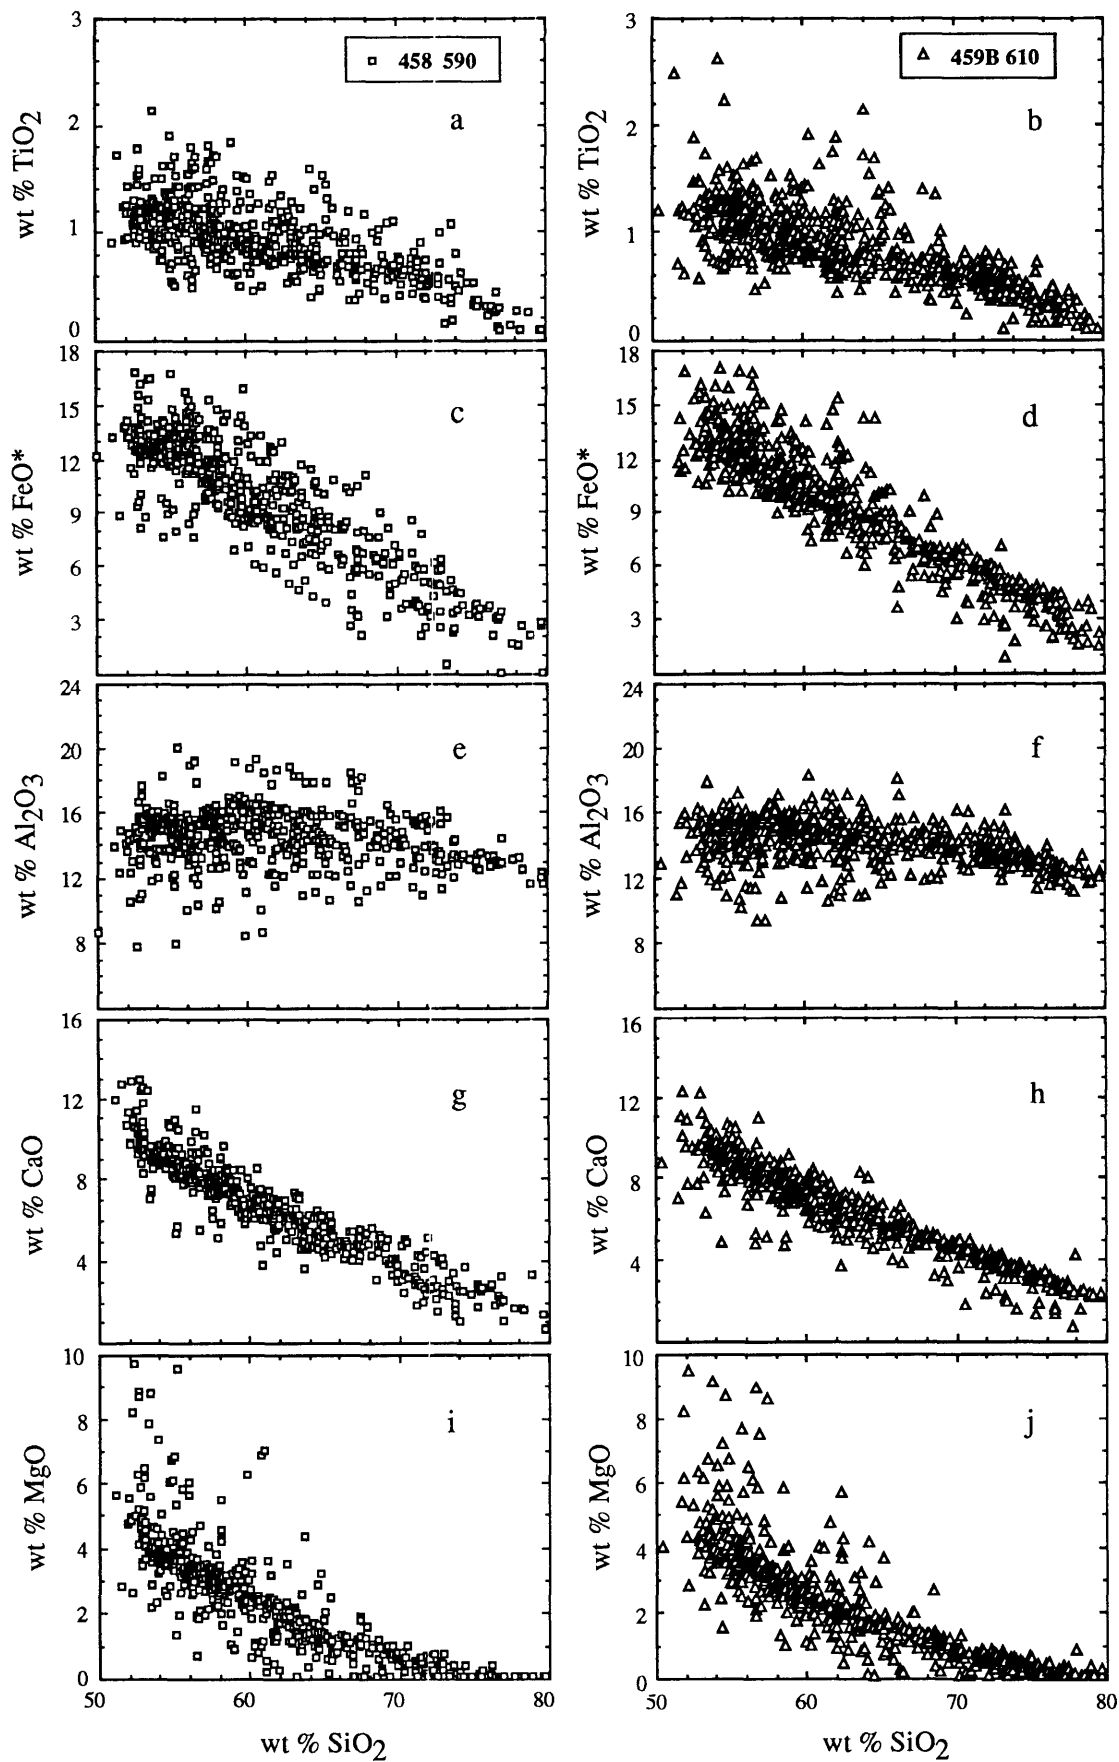 3
2
1
0
wt % TiO2
458 590
a
3
2
1
0
wt % TiO2
459B 610
b
18
15
12
9
6
3
wt % FeO*
c
18
15
12
9
6
3
wt % FeO*
d
24
20
16
12
8
wt % Al2O3
e
24
20
16
12
8
wt % Al2O3
f
16
12
8
4
wt % CaO
g
16
12
8
4
wt % CaO
h
10
8
6
4
2
0
wt % MgO
i
10
8
6
4
2
0
wt % MgO
j
50 60 70 80
wt % SiO2
50 60 70 80
wt % SiO2